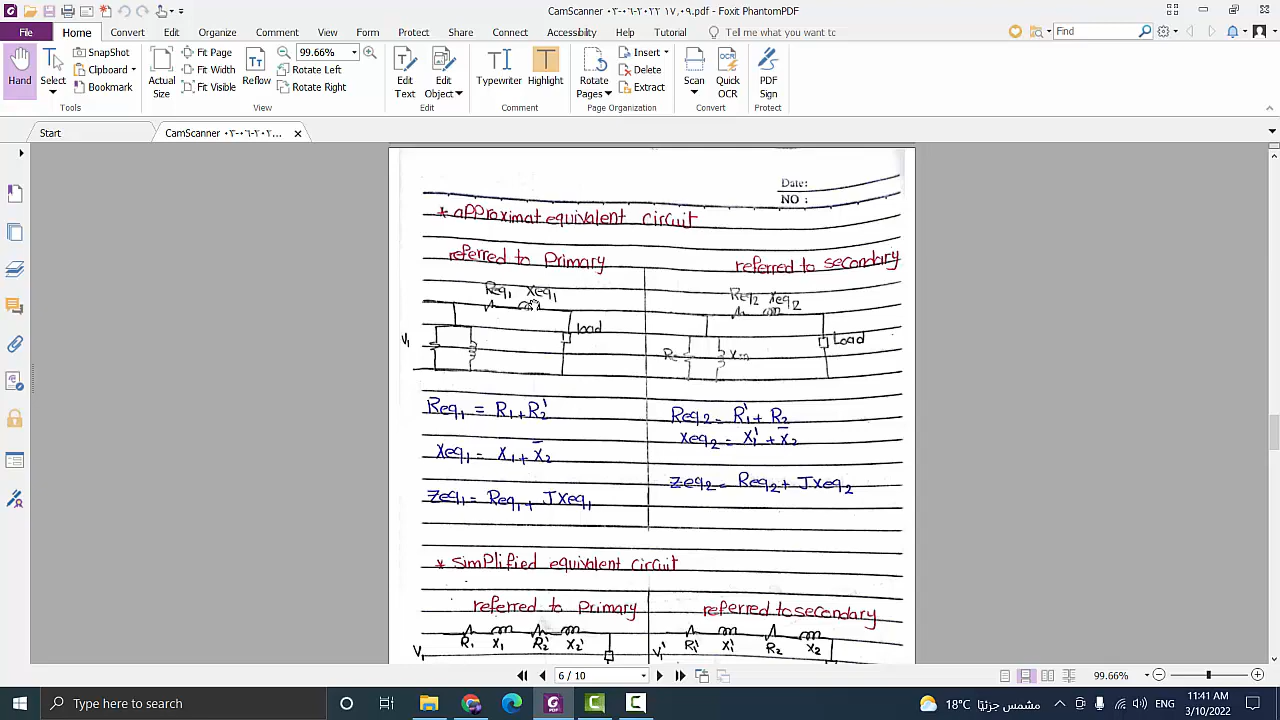 CamScanner ٠٣-٠٦-٢٠٢٢ ١٧,٠٩.pdf - Foxit PhantomPDF
File Home Convert Edit Organize Comment View Form Protect Share Connect Accessibility Help Tutorial Tell me what you want to Find
SnapShot Fit Page 99.66% Insert
Clipboard Fit Width Rotate Left Delete
Bookmark Fit Visible Rotate Right Extract
Hand Select Actual Size Reflow Edit Text Edit Object Typewriter Highlight Rotate Pages Scan Quick OCR PDF Sign
Tools View Edit Comment Page Organization Convert Protect
Start CamScanner ٠٣-٠٦-٢٠٢...
Date:
NO :
* approximat equivalent circuit
referred to Primary referred to secondary
Req1 Xeq1 Req2 Xeq2
V1 Load Load
Xm
Req1 = R1 + R2' Req2 = R1' + R2
Xeq1 = X1 + X̄2 Xeq2 = X1' + X̄2
Zeq1 = Req1 + JXeq1 Zeq2 = Req2 + JXeq2
* simplified equivalent circuit
referred to Primary referred to secondary
R1 X1 R2' X2' R1' X1' R2 X2
V1 V1'
6 / 10 99.66%
Type here to search
18°C مشمس جزئيًا ENG
11:41 AM
3/10/2022